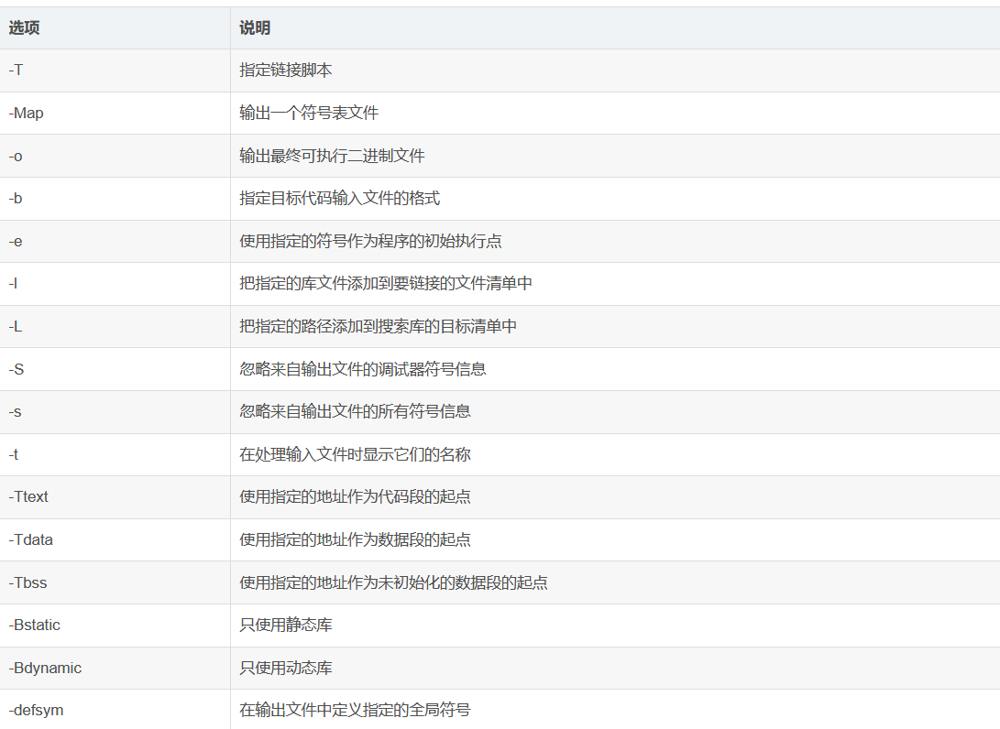 选项 说明
-T 指定链接脚本
-Map 输出一个符号表文件
-o 输出最终可执行二进制文件
-b 指定目标代码输入文件的格式
-e 使用指定的符号作为程序的初始执行点
-l 把指定的库文件添加到要链接的文件清单中
-L 把指定的路径添加到搜索库的目标清单中
-S 忽略来自输出文件的调试器符号信息
-s 忽略来自输出文件的所有符号信息
-t 在处理输入文件时显示它们的名称
-Ttext 使用指定的地址作为代码段的起点
-Tdata 使用指定的地址作为数据段的起点
-Tbss 使用指定的地址作为未初始化的数据段的起点
-Bstatic 只使用静态库
-Bdynamic 只使用动态库
-defsym 在输出文件中定义指定的全局符号